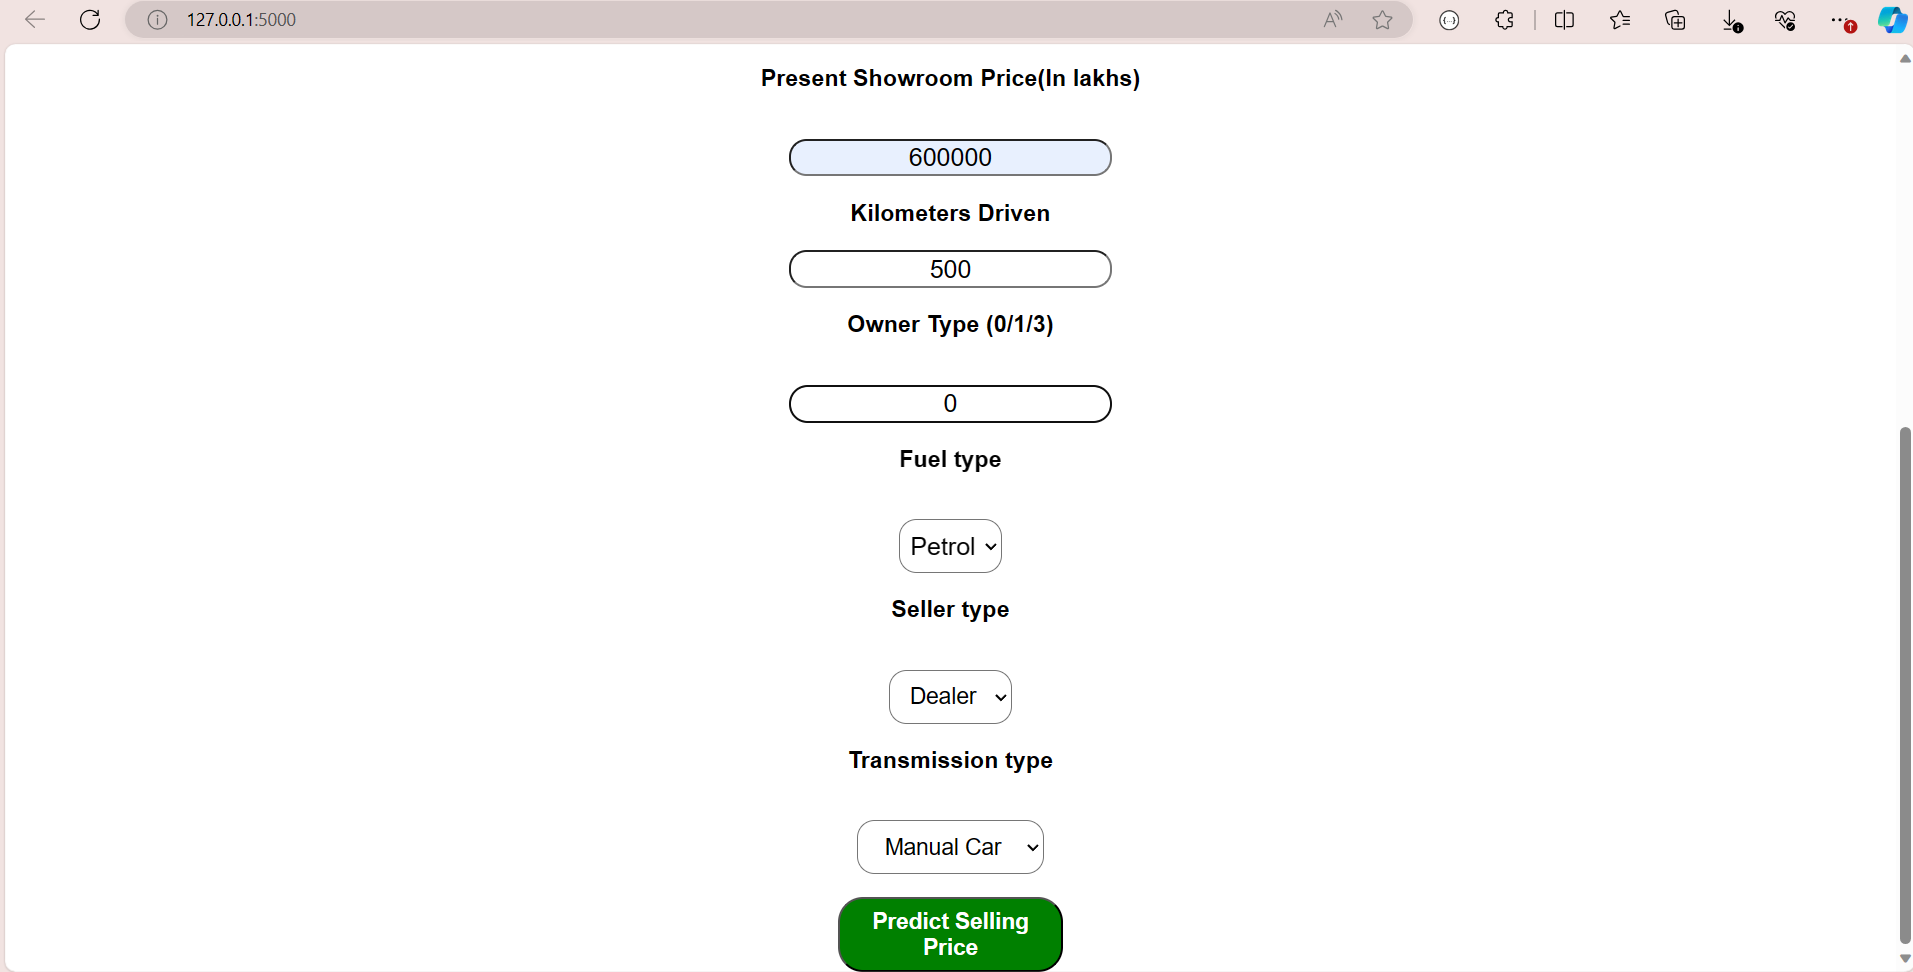 127.0.0.1:5000
Present Showroom Price(In lakhs)
600000
Kilometers Driven
500
Owner Type (0/1/3)
0
Fuel type
Petrol
Seller type
Dealer
Transmission type
Manual Car
Predict Selling
Price